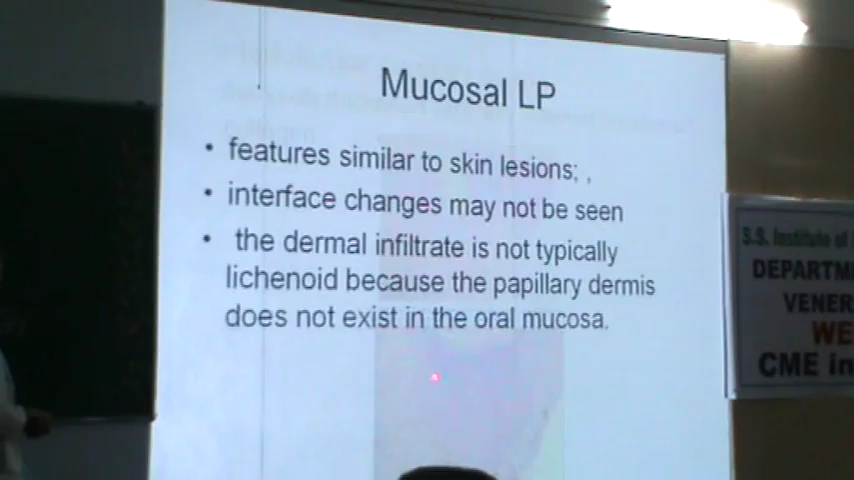 Mucosal LP
• features similar to skin lesions; ,
• interface changes may not be seen
• the dermal infiltrate is not typically
lichenoid because the papillary dermis
does not exist in the oral mucosa.
S.S. Institute of
DEPARTM
VENER
WE
CME in